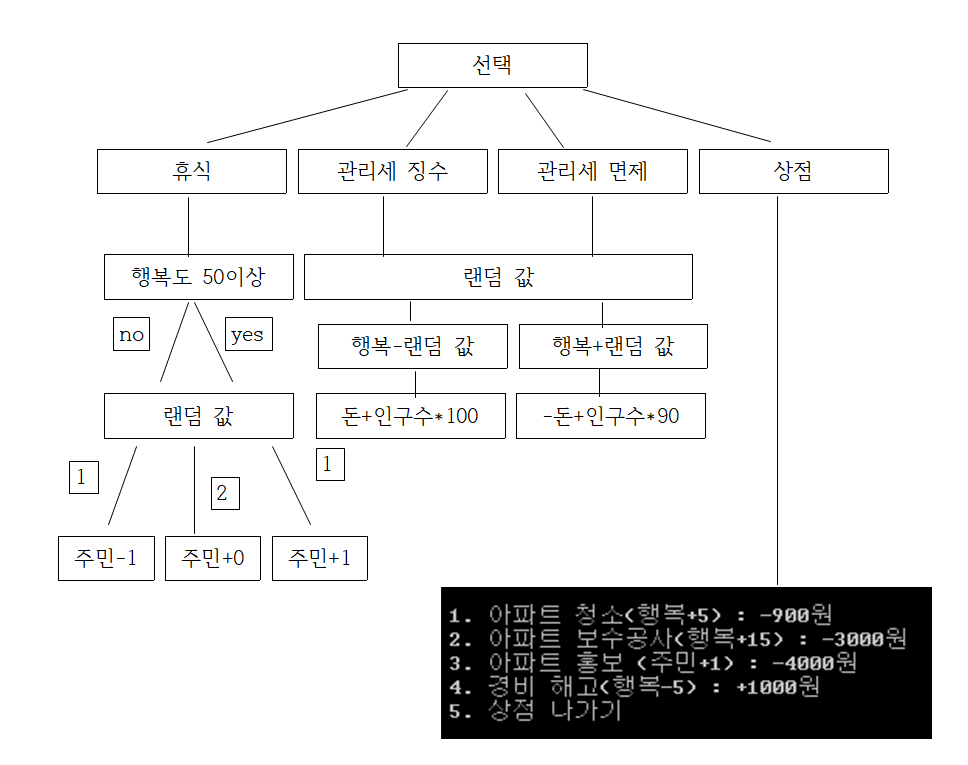 선택
휴식
관리세 징수
관리세 면제
상점
행복도 50이상
랜덤 값
no
yes
행복-랜덤 값
행복+랜덤 값
랜덤 값
돈+인구수*100
-돈+인구수*90
1
2
1
주민-1
주민+0
주민+1
1. 아파트 청소(행복+5) : -900원
2. 아파트 보수공사(행복+15) : -3000원
3. 아파트 홍보 (주민+1) : -4000원
4. 경비 해고(행복-5) : +1000원
5. 상점 나가기